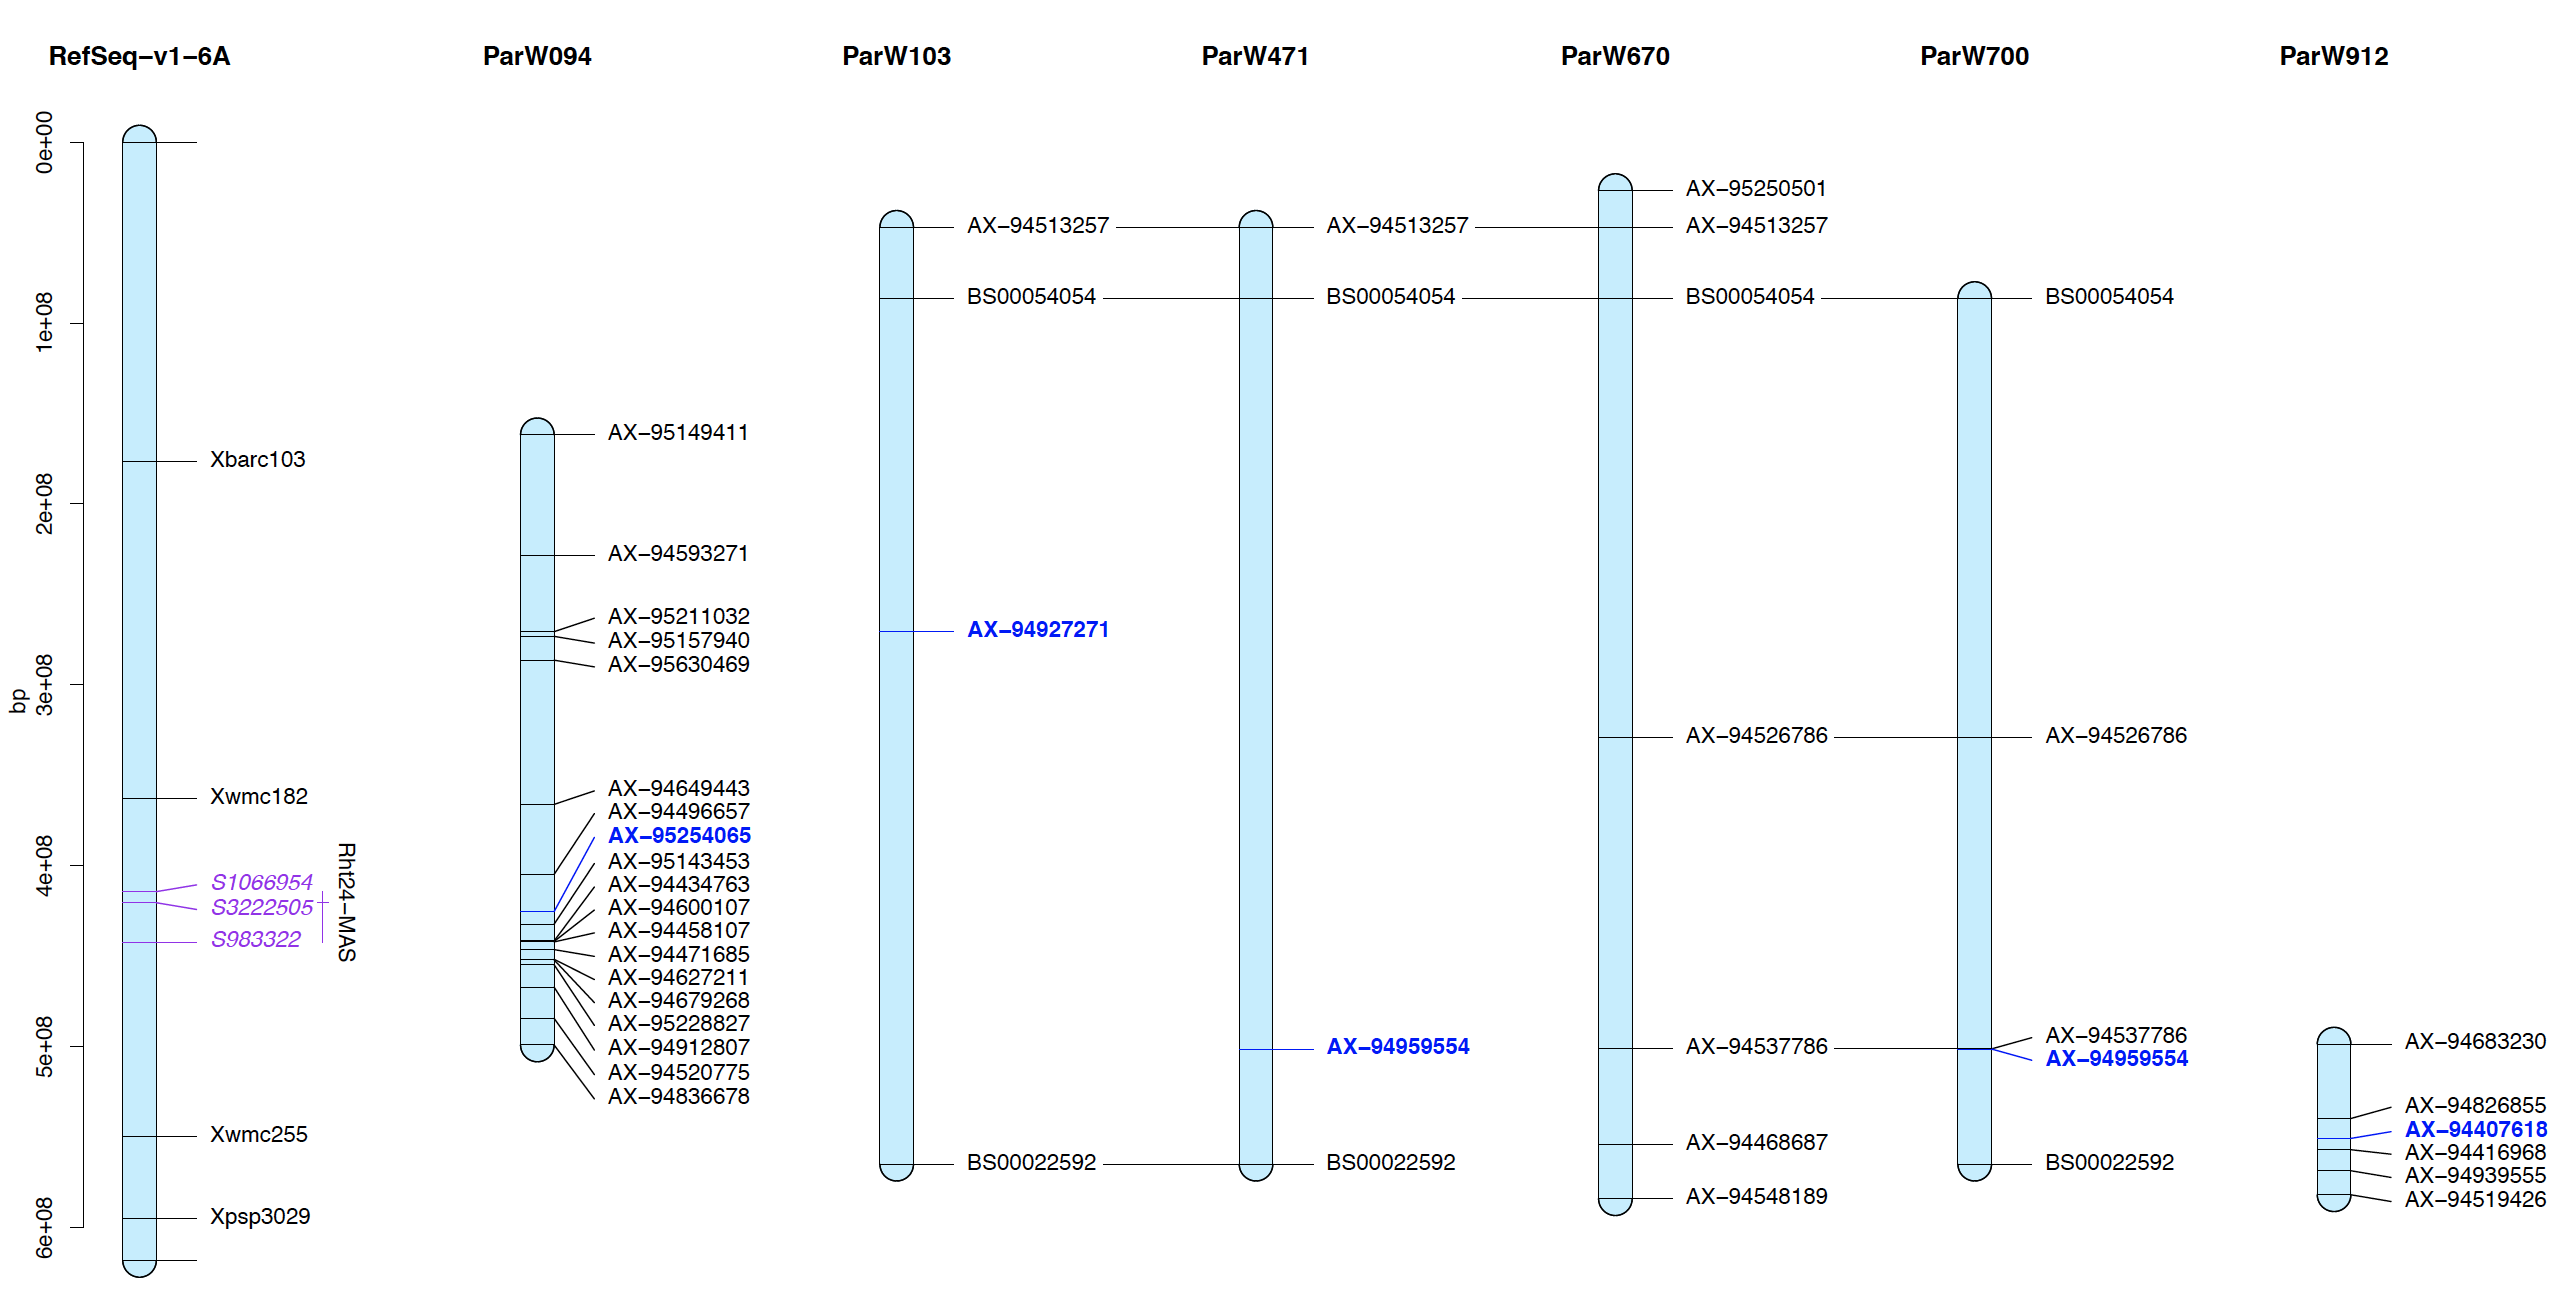 RefSeq−v1−6A
ParW094
ParW103
ParW471
ParW670
ParW700
ParW912
bp
0e+00
1e+08
2e+08
3e+08
4e+08
5e+08
6e+08
Xbarc103
Xwmc182
S1066954
S3222505
S983322
Rht24−MAS
Xwmc255
Xpsp3029
AX−95149411
AX−94593271
AX−95211032
AX−95157940
AX−95630469
AX−94649443
AX−94496657
AX−95254065
AX−95143453
AX−94434763
AX−94600107
AX−94458107
AX−94471685
AX−94627211
AX−94679268
AX−95228827
AX−94912807
AX−94520775
AX−94836678
AX−94513257
BS00054054
AX−94927271
BS00022592
AX−94513257
BS00054054
AX−94959554
BS00022592
AX−95250501
AX−94513257
BS00054054
AX−94526786
AX−94537786
AX−94468687
AX−94548189
BS00054054
AX−94526786
AX−94537786
AX−94959554
BS00022592
AX−94683230
AX−94826855
AX−94407618
AX−94416968
AX−94939555
AX−94519426